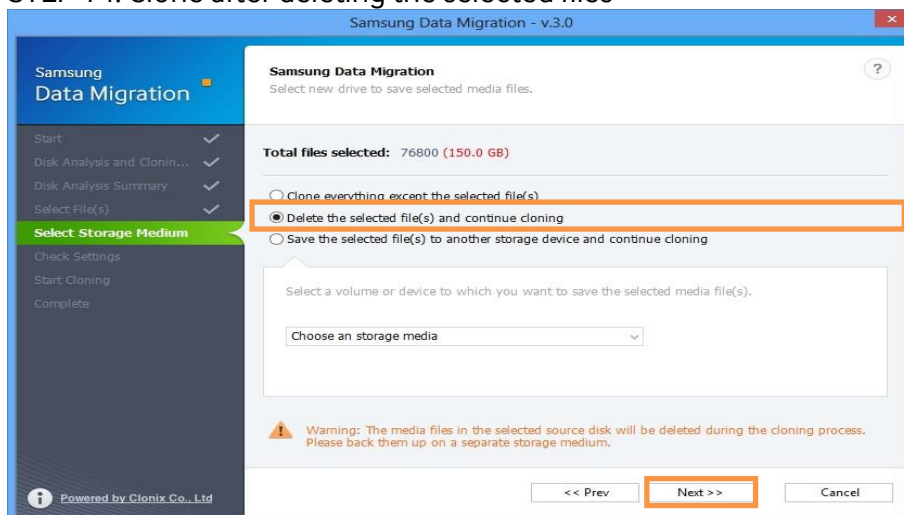 Samsung Data Migration - v.3.0
Samsung
Data Migration
Samsung Data Migration
Select new drive to save selected media files.
?
Start
Disk Analysis and Clonin...
Disk Analysis Summary
Select File(s)
Select Storage Medium
Check Settings
Start Cloning
Complete
Total files selected: 76800 (150.0 GB)
Clone everything except the selected file(s)
Delete the selected file(s) and continue cloning
Save the selected file(s) to another storage device and continue cloning
Select a volume or device to which you want to save the selected media file(s).
Choose an storage media
Warning: The media files in the selected source disk will be deleted during the cloning process.
Please back them up on a separate storage medium.
Powered by Clonix Co., Ltd
<< Prev
Next >>
Cancel